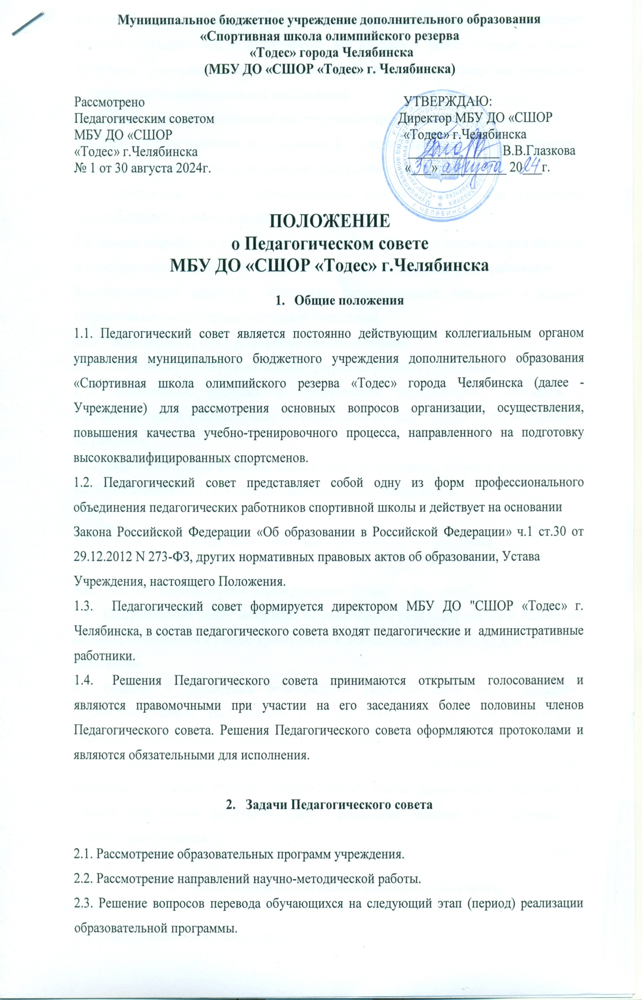 Муниципальное бюджетное учреждение дополнительного образования
«Спортивная школа олимпийского резерва
«Тодес» города Челябинска
(МБУ ДО «СШОР «Тодес» г. Челябинска)
Рассмотрено
Педагогическим советом
МБУ ДО «СШОР
«Тодес» г.Челябинска
№ 1 от 30 августа 2024г.
УТВЕРЖДАЮ:
Директор МБУ ДО «СШОР
«Тодес» г.Челябинска
В.В.Глазкова
«30» августа 2024г.
г. ЧЕЛЯБИНСК
ПОЛОЖЕНИЕ
о Педагогическом совете
МБУ ДО «СШОР «Тодес» г.Челябинска
1. Общие положения
1.1. Педагогический совет является постоянно действующим коллегиальным органом
управления муниципального бюджетного учреждения дополнительного образования
«Спортивная школа олимпийского резерва «Тодес» города Челябинска (далее -
Учреждение) для рассмотрения основных вопросов организации, осуществления,
повышения качества учебно-тренировочного процесса, направленного на подготовку
высококвалифицированных спортсменов.
1.2. Педагогический совет представляет собой одну из форм профессионального
объединения педагогических работников спортивной школы и действует на основании
Закона Российской Федерации «Об образовании в Российской Федерации» ч.1 ст.30 от
29.12.2012 N 273-ФЗ, других нормативных правовых актов об образовании, Устава
Учреждения, настоящего Положения.
1.3. Педагогический совет формируется директором МБУ ДО "СШОР «Тодес» г.
Челябинска, в состав педагогического совета входят педагогические и административные
работники.
1.4. Решения Педагогического совета принимаются открытым голосованием и
являются правомочными при участии на его заседаниях более половины членов
Педагогического совета. Решения Педагогического совета оформляются протоколами и
являются обязательными для исполнения.
2. Задачи Педагогического совета
2.1. Рассмотрение образовательных программ учреждения.
2.2. Рассмотрение направлений научно-методической работы.
2.3. Решение вопросов перевода обучающихся на следующий этап (период) реализации
образовательной программы.